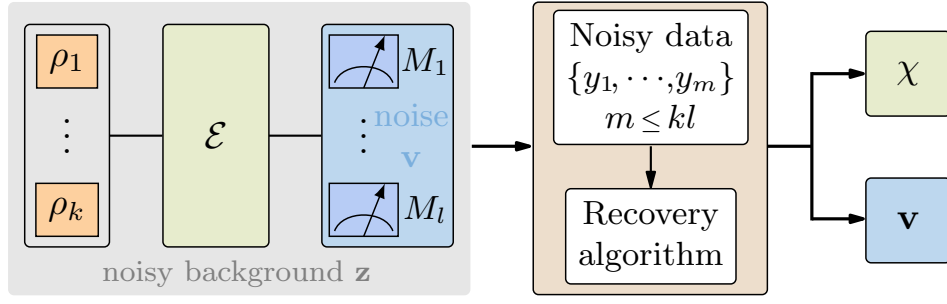 ρ₁
⋮
ρₖ
ℰ
M₁
⋮ noise
v
Mₗ
noisy background z
Noisy data
{y₁, ⋯, yₘ}
m ≤ kl
Recovery
algorithm
χ
v